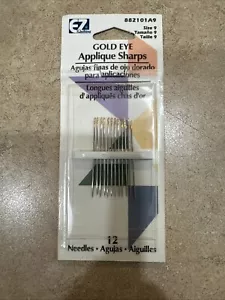 EZ
882101A9
Size 9
Tamaño 9
Taille 9
GOLD EYE
Applique Sharps
Agujas finas de ojo dorado
para aplicaciones
Longues aiguilles
d'appliqués chas d'or
12
Needles • Agujas • Aiguilles